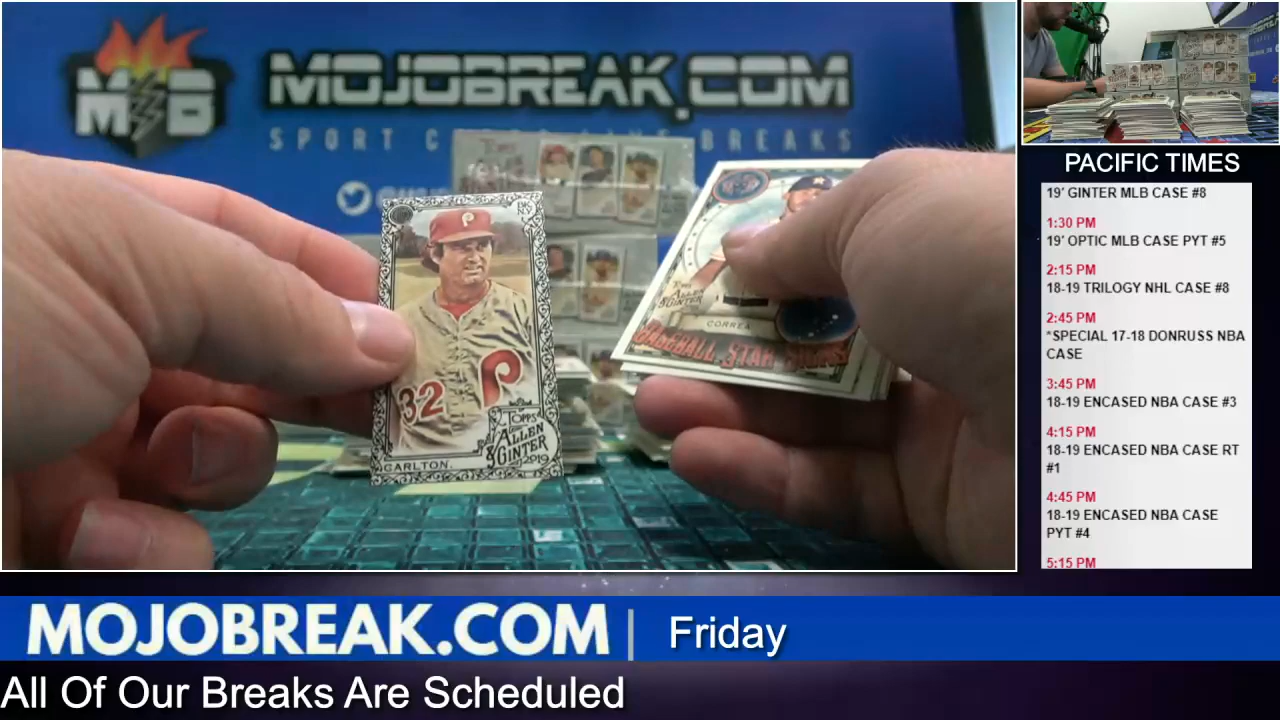 MOJOBREAK.COM
M B
SPORT
BREAKS
P
32 P
TOPPS
ALLEN
& GINTER
2019
CARLTON.
TOPPS
ALLEN
& GINTER
CORREA
BASEBALL STAR
PACIFIC TIMES
19' GINTER MLB CASE #8
1:30 PM
19' OPTIC MLB CASE PYT #5
2:15 PM
18-19 TRILOGY NHL CASE #8
2:45 PM
*SPECIAL 17-18 DONRUSS NBA
CASE
3:45 PM
18-19 ENCASED NBA CASE #3
4:15 PM
18-19 ENCASED NBA CASE RT
#1
4:45 PM
18-19 ENCASED NBA CASE
PYT #4
5:15 PM
MOJOBREAK.COM | Friday
All Of Our Breaks Are Scheduled